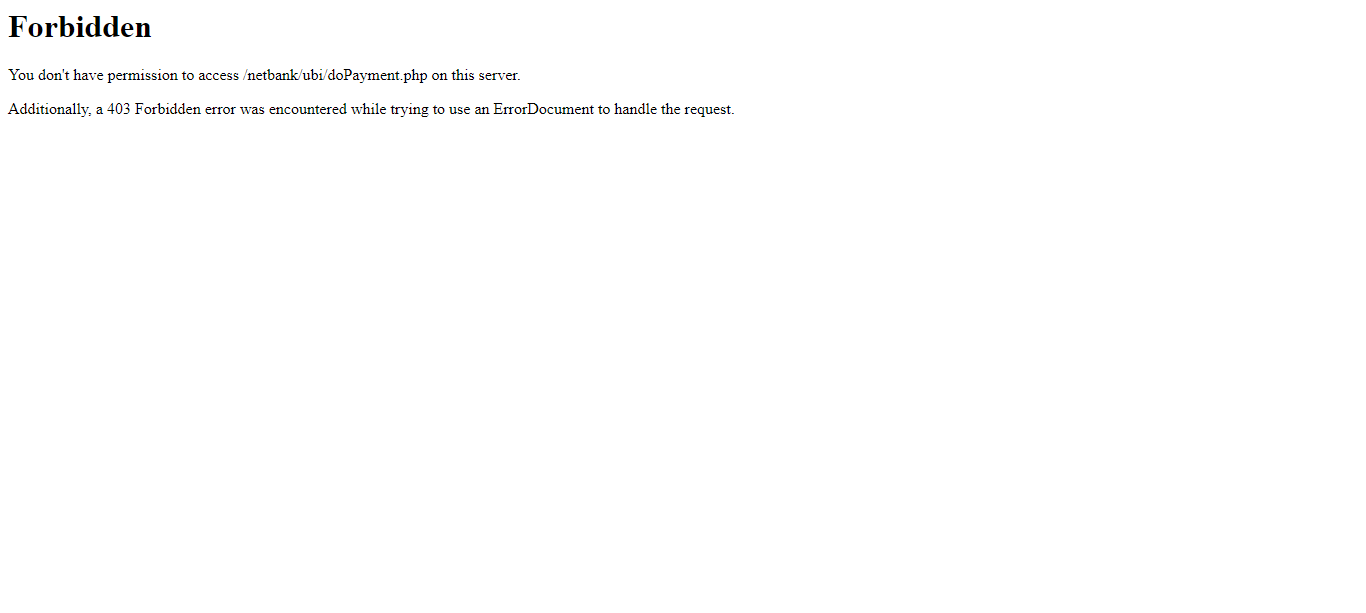 Forbidden
You don't have permission to access /netbank/ubi/doPayment.php on this server.
Additionally, a 403 Forbidden error was encountered while trying to use an ErrorDocument to handle the request.